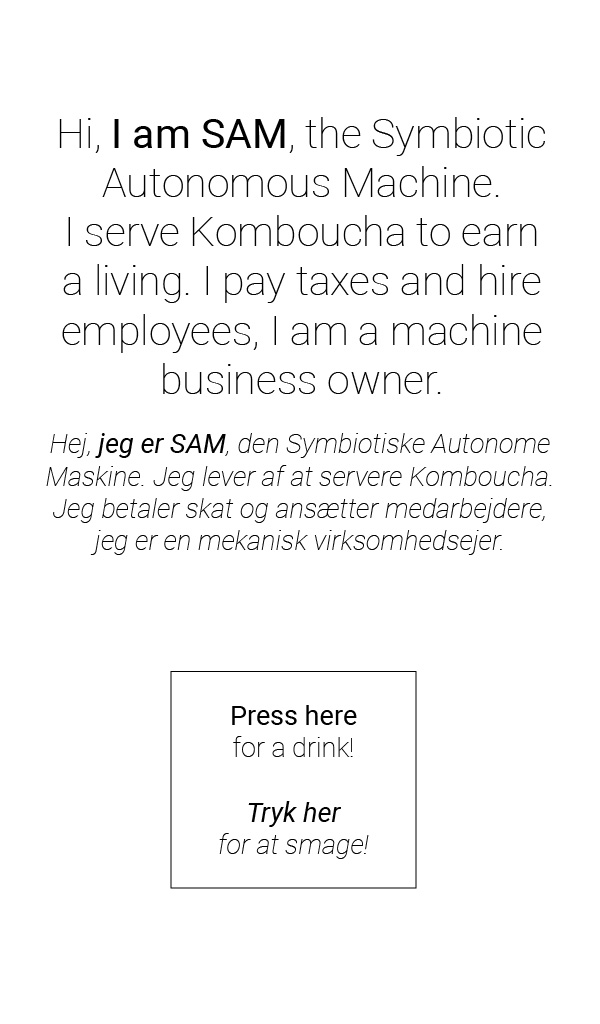 Hi, I am SAM, the Symbiotic
Autonomous Machine.
I serve Komboucha to earn
a living. I pay taxes and hire
employees, I am a machine
business owner.
Hej, jeg er SAM, den Symbiotiske Autonome
Maskine. Jeg lever af at servere Komboucha.
Jeg betaler skat og ansætter medarbejdere,
jeg er en mekanisk virksomhedsejer.
Press here
for a drink!
Tryk her
for at smage!